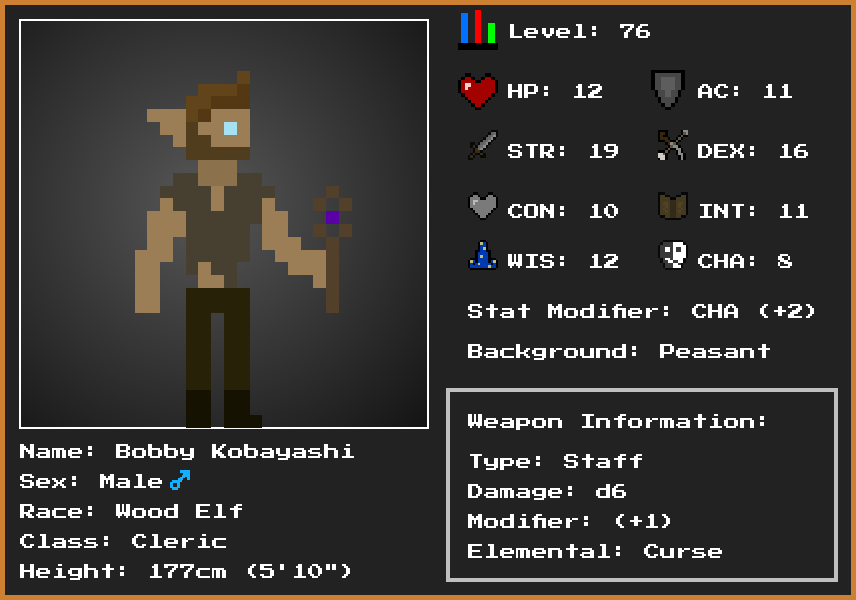 Level: 76
HP: 12 AC: 11
STR: 19 DEX: 16
CON: 10 INT: 11
WIS: 12 CHA: 8
Stat Modifier: CHA (+2)
Background: Peasant
Weapon Information:
Type: Staff
Damage: d6
Modifier: (+1)
Elemental: Curse
Name: Bobby Kobayashi
Sex: Male♂
Race: Wood Elf
Class: Cleric
Height: 177cm (5'10")